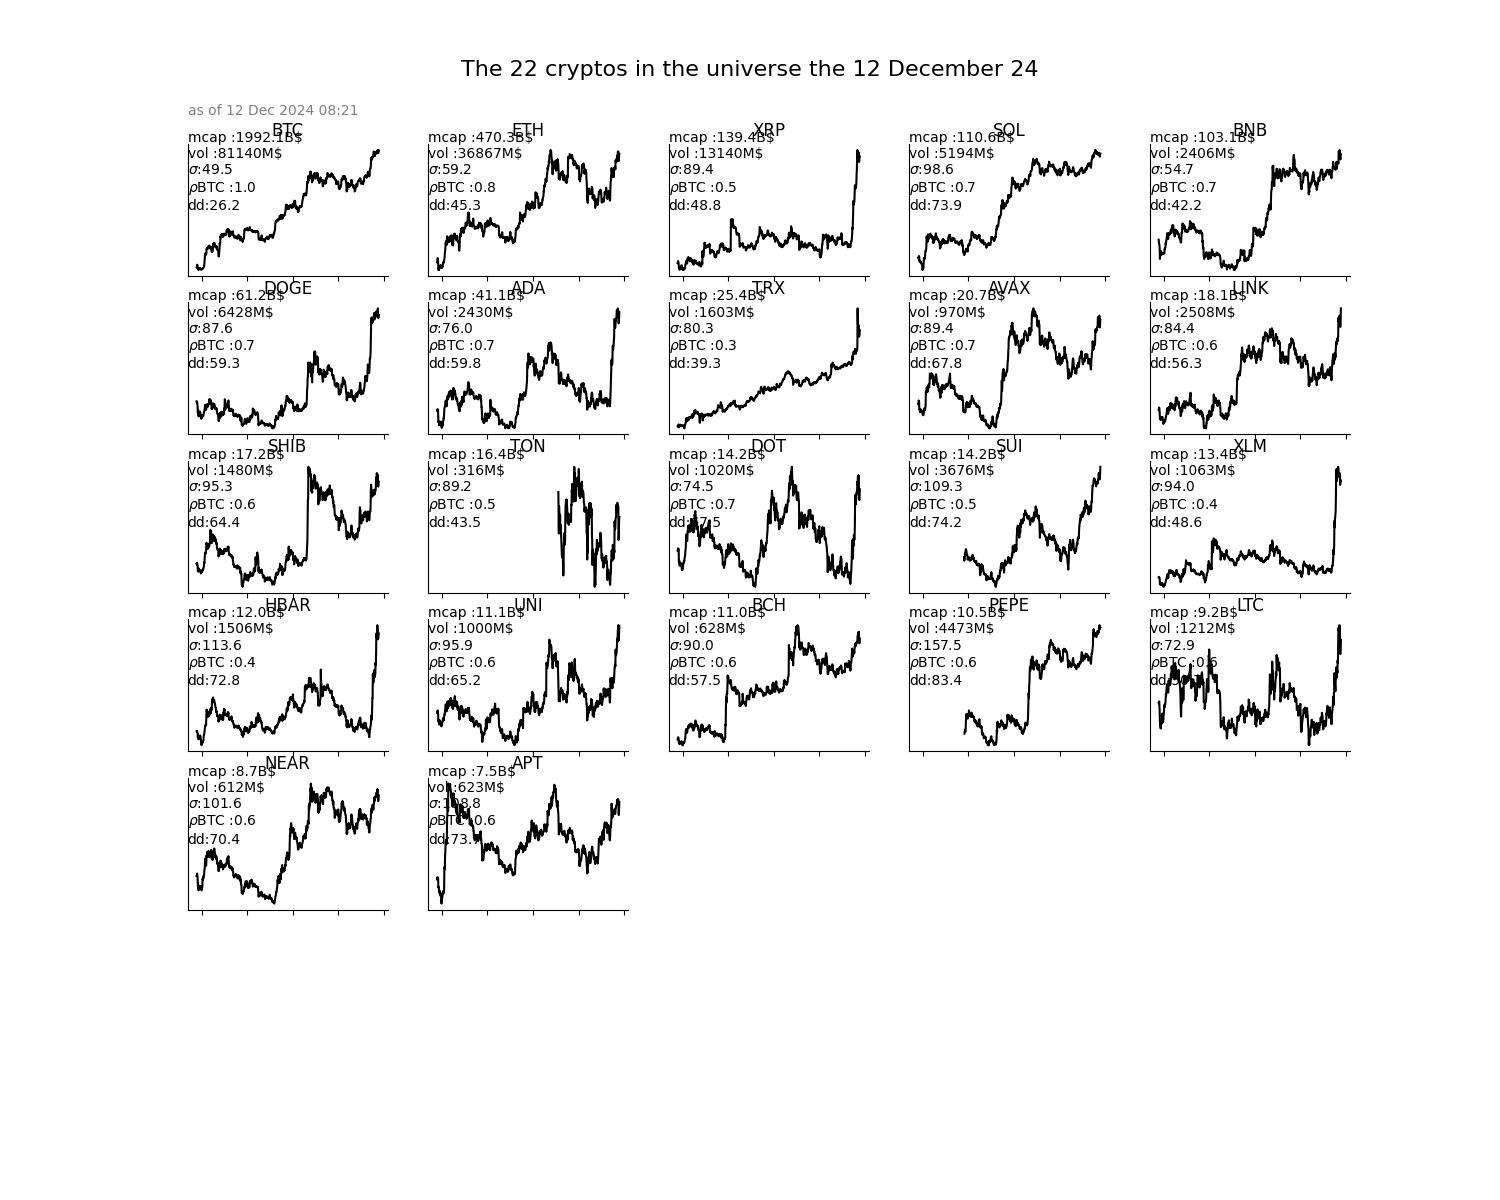 The 22 cryptos in the universe the 12 December 24
as of 12 Dec 2024 08:21
BTC
mcap :1992.1B$
vol :81140M$
σ:49.5
ρBTC :1.0
dd:26.2
ETH
mcap :470.3B$
vol :36867M$
σ:59.2
ρBTC :0.8
dd:45.3
XRP
mcap :139.4B$
vol :13140M$
σ:89.4
ρBTC :0.5
dd:48.8
SOL
mcap :110.6B$
vol :5194M$
σ:98.6
ρBTC :0.7
dd:73.9
BNB
mcap :103.1B$
vol :2406M$
σ:54.7
ρBTC :0.7
dd:42.2
DOGE
mcap :61.2B$
vol :6428M$
σ:87.6
ρBTC :0.7
dd:59.3
ADA
mcap :41.1B$
vol :2430M$
σ:76.0
ρBTC :0.7
dd:59.8
TRX
mcap :25.4B$
vol :1603M$
σ:80.3
ρBTC :0.3
dd:39.3
AVAX
mcap :20.7B$
vol :970M$
σ:89.4
ρBTC :0.7
dd:67.8
LINK
mcap :18.1B$
vol :2508M$
σ:84.4
ρBTC :0.6
dd:56.3
SHIB
mcap :17.2B$
vol :1480M$
σ:95.3
ρBTC :0.6
dd:64.4
TON
mcap :16.4B$
vol :316M$
σ:89.2
ρBTC :0.5
dd:43.5
DOT
mcap :14.2B$
vol :1020M$
σ:74.5
ρBTC :0.7
SUI
mcap :14.2B$
vol :3676M$
σ:109.3
ρBTC :0.5
dd:74.2
XLM
mcap :13.4B$
vol :1063M$
σ:94.0
ρBTC :0.4
dd:48.6
HBAR
mcap :12.0B$
vol :1506M$
σ:113.6
ρBTC :0.4
dd:72.8
UNI
mcap :11.1B$
vol :1000M$
σ:95.9
ρBTC :0.6
dd:65.2
BCH
mcap :11.0B$
vol :628M$
σ:90.0
ρBTC :0.6
dd:57.5
PEPE
mcap :10.5B$
vol :4473M$
σ:157.5
ρBTC :0.6
dd:83.4
LTC
mcap :9.2B$
vol :1212M$
σ:72.9
ρBTC :0.6
NEAR
mcap :8.7B$
vol :612M$
σ:101.6
ρBTC :0.6
dd:70.4
APT
mcap :7.5B$
vol :623M$
σ:108.8
ρBTC :0.6